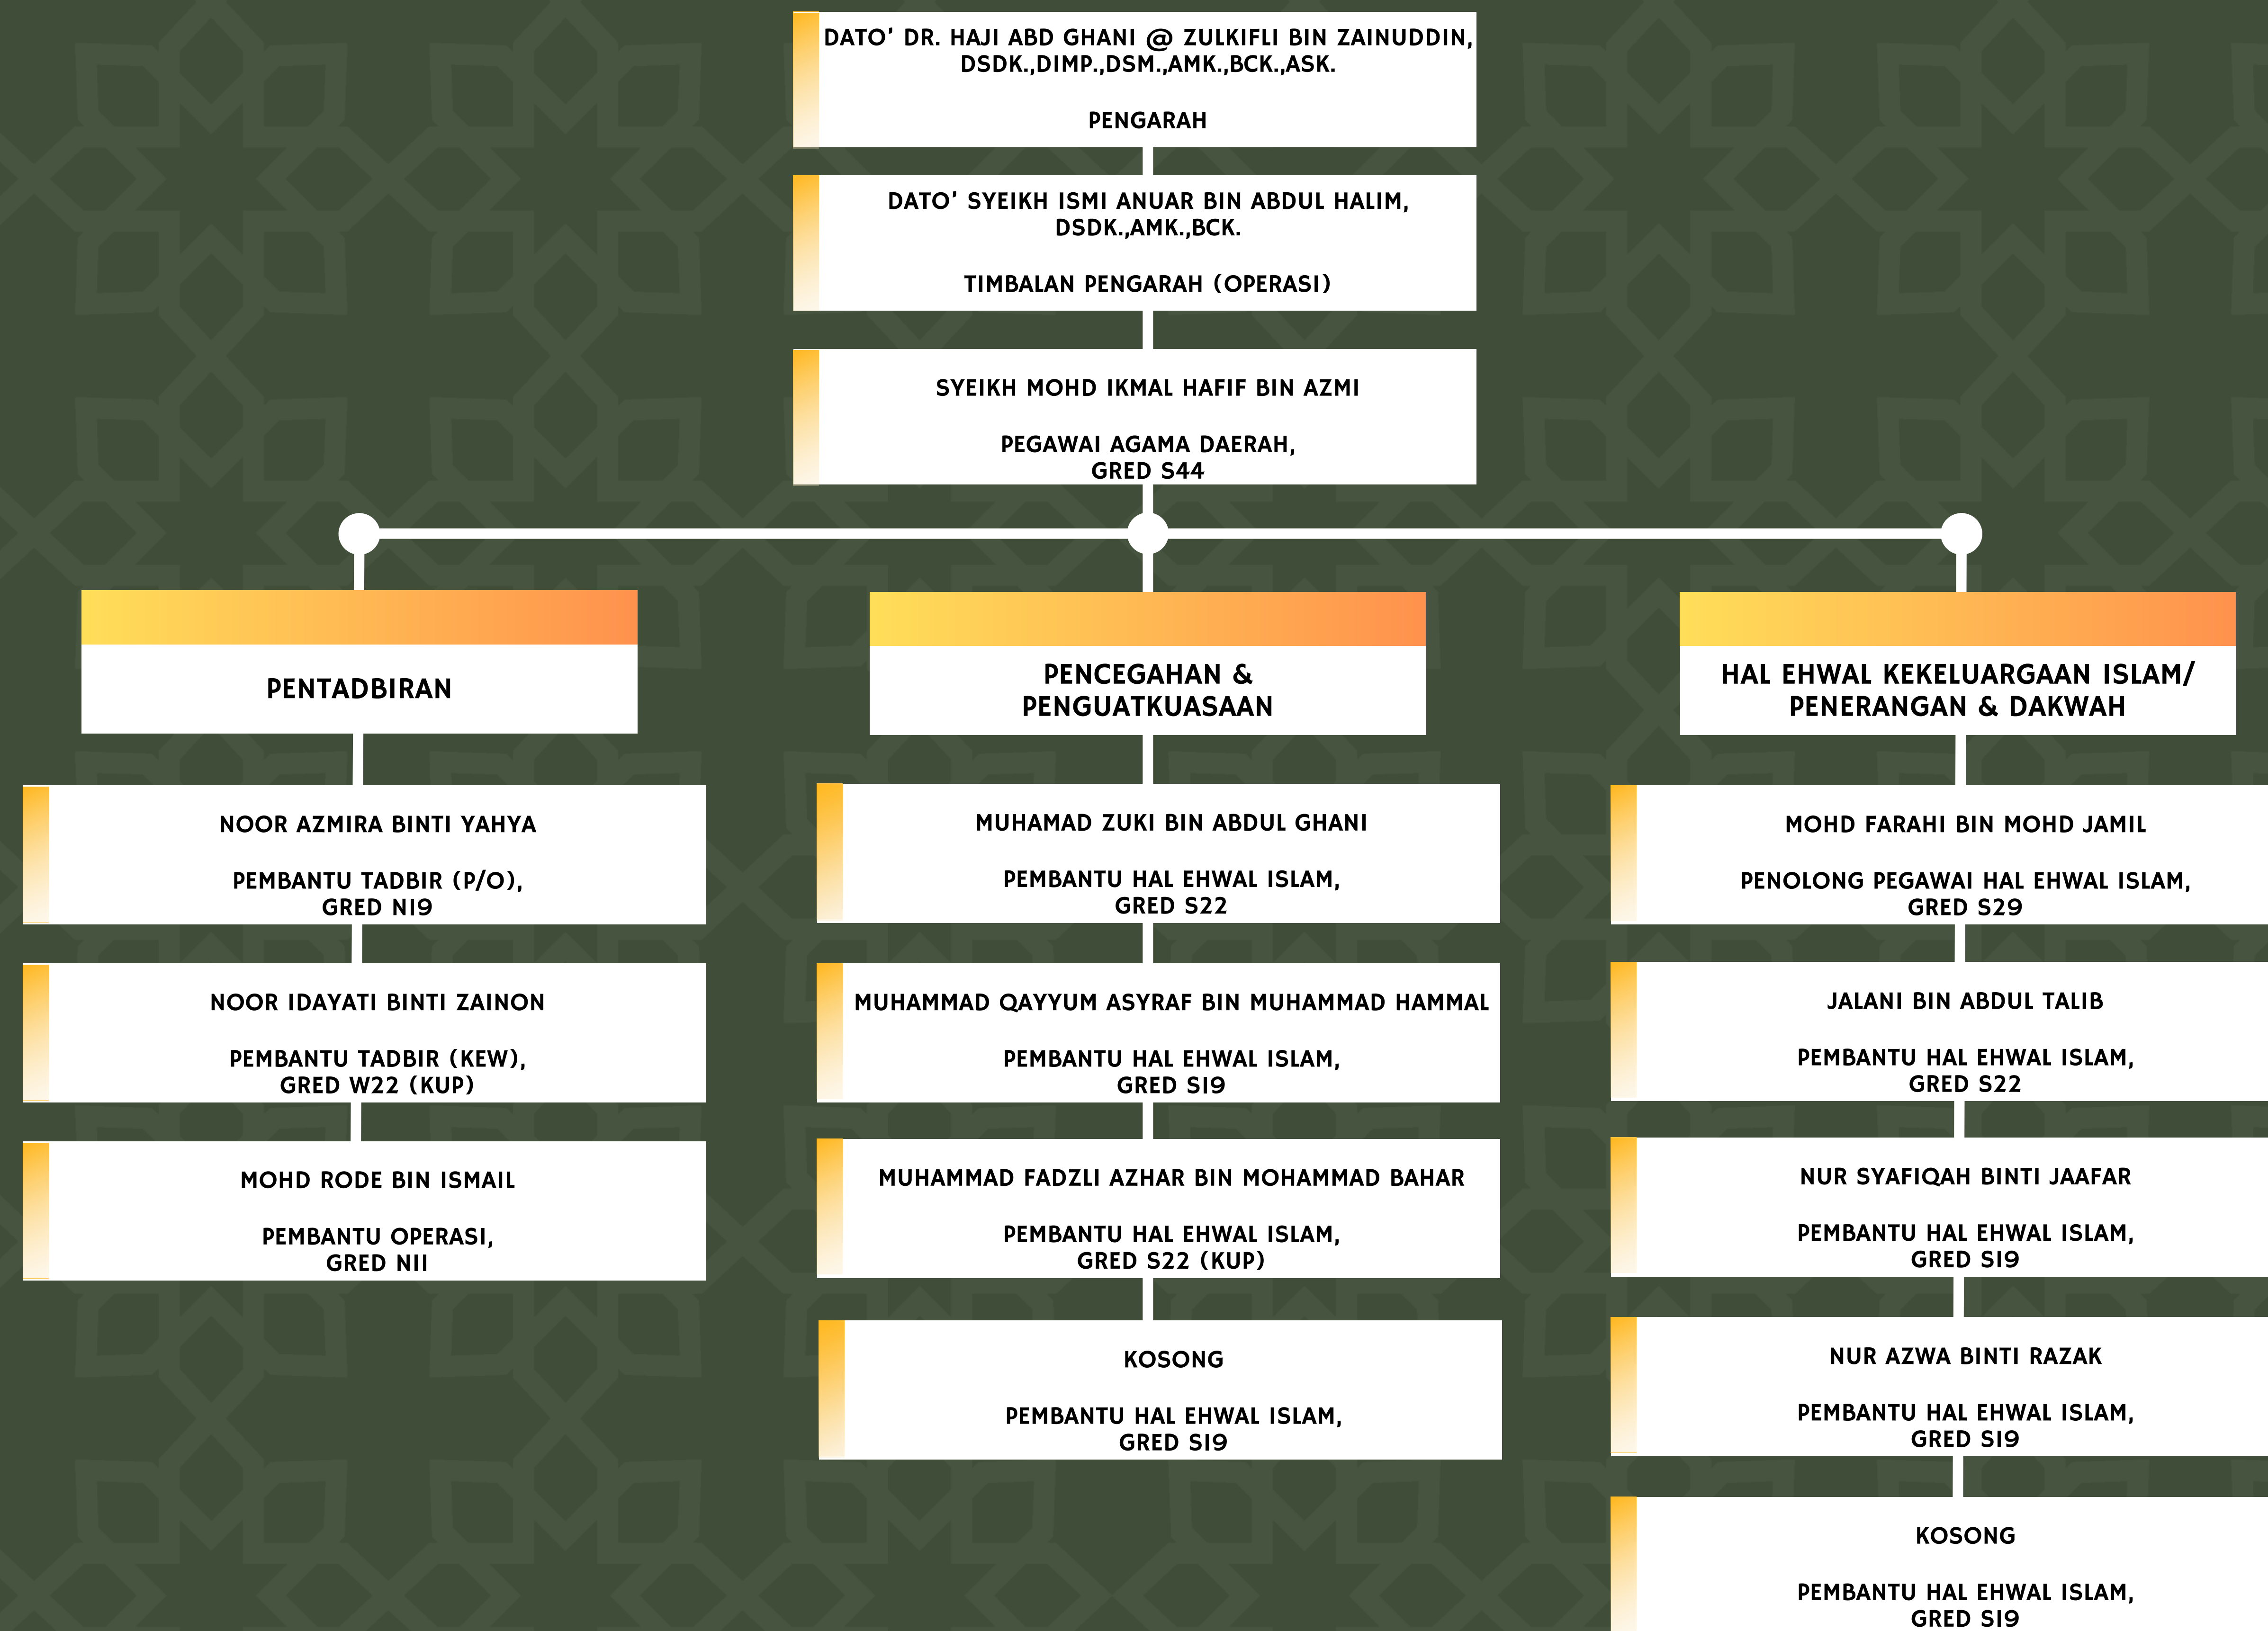 DATO' DR. HAJI ABD GHANI @ ZULKIFLI BIN ZAINUDDIN,
DSDK.,DIMP.,DSM.,AMK.,BCK.,ASK.
PENGARAH
DATO' SYEIKH ISMI ANUAR BIN ABDUL HALIM,
DSDK.,AMK.,BCK.
TIMBALAN PENGARAH (OPERASI)
SYEIKH MOHD IKMAL HAFIF BIN AZMI
PEGAWAI AGAMA DAERAH,
GRED S44
PENTADBIRAN
NOOR AZMIRA BINTI YAHYA
PEMBANTU TADBIR (P/O),
GRED N19
NOOR IDAYATI BINTI ZAINON
PEMBANTU TADBIR (KEW),
GRED W22 (KUP)
MOHD RODE BIN ISMAIL
PEMBANTU OPERASI,
GRED N11
PENCEGAHAN &
PENGUATKUASAAN
MUHAMAD ZUKI BIN ABDUL GHANI
PEMBANTU HAL EHWAL ISLAM,
GRED S22
MUHAMMAD QAYYUM ASYRAF BIN MUHAMMAD HAMMAL
PEMBANTU HAL EHWAL ISLAM,
GRED S19
MUHAMMAD FADZLI AZHAR BIN MOHAMMAD BAHAR
PEMBANTU HAL EHWAL ISLAM,
GRED S22 (KUP)
KOSONG
PEMBANTU HAL EHWAL ISLAM,
GRED S19
HAL EHWAL KEKELUARGAAN ISLAM/
PENERANGAN & DAKWAH
MOHD FARAHI BIN MOHD JAMIL
PENOLONG PEGAWAI HAL EHWAL ISLAM,
GRED S29
JALANI BIN ABDUL TALIB
PEMBANTU HAL EHWAL ISLAM,
GRED S22
NUR SYAFIQAH BINTI JAAFAR
PEMBANTU HAL EHWAL ISLAM,
GRED S19
NUR AZWA BINTI RAZAK
PEMBANTU HAL EHWAL ISLAM,
GRED S19
KOSONG
PEMBANTU HAL EHWAL ISLAM,
GRED S19